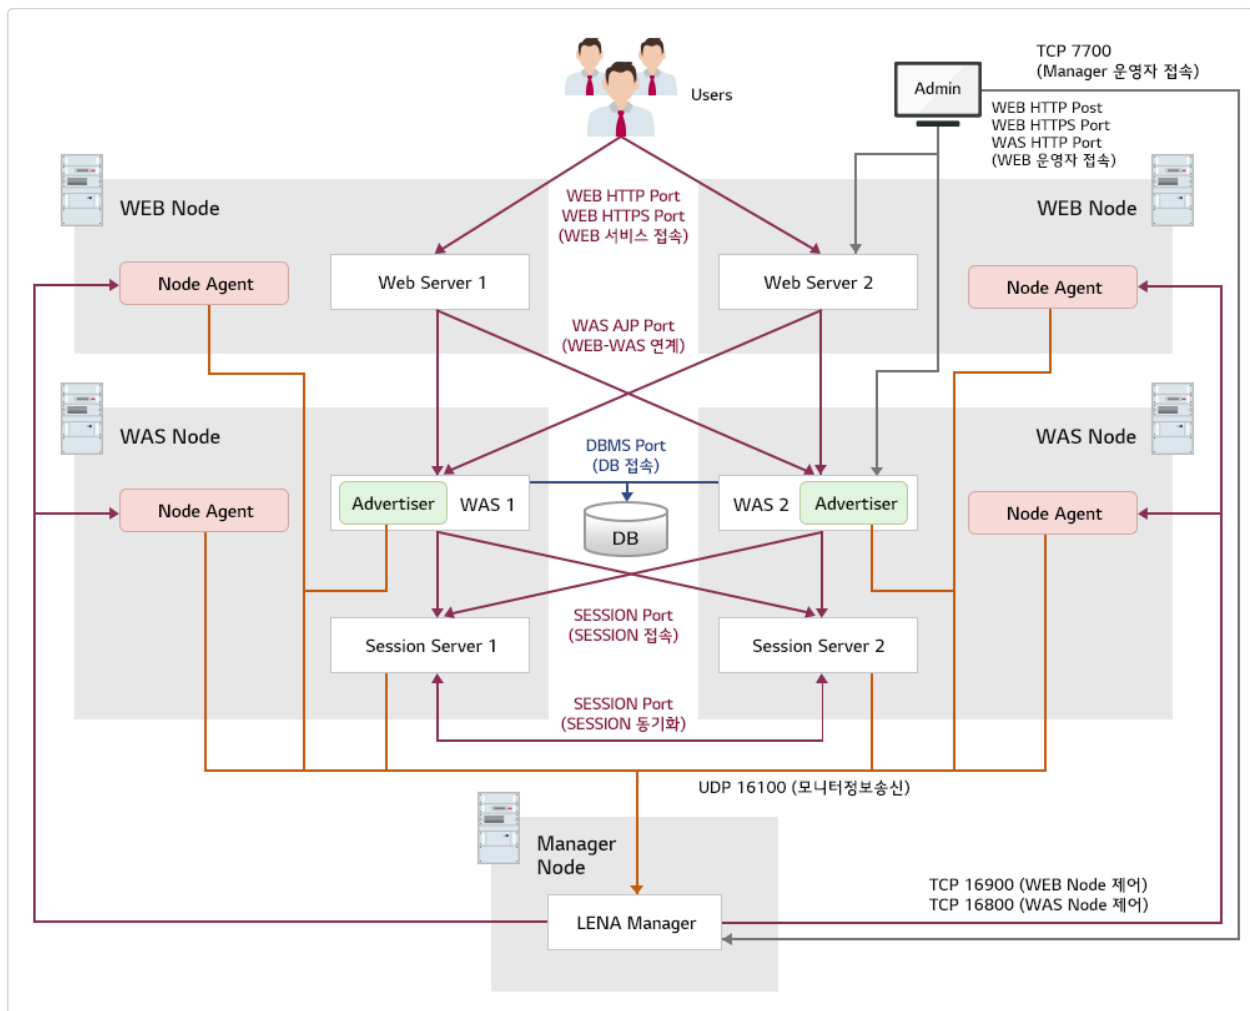 TCP 7700
(Manager 운영자 접속)
Admin
Users
WEB HTTP Post
WEB HTTPS Port
WAS HTTP Port
(WEB 운영자 접속)
WEB Node
WEB HTTP Port
WEB HTTPS Port
(WEB 서비스 접속)
WEB Node
Node Agent
Web Server 1
Web Server 2
Node Agent
WAS AJP Port
(WEB-WAS 연계)
WAS Node
WAS Node
DBMS Port
(DB 접속)
Node Agent
Advertiser
WAS 1
WAS 2
Advertiser
Node Agent
DB
SESSION Port
(SESSION 접속)
Session Server 1
Session Server 2
SESSION Port
(SESSION 동기화)
UDP 16100 (모니터정보송신)
Manager
Node
TCP 16900 (WEB Node 제어)
TCP 16800 (WAS Node 제어)
LENA Manager